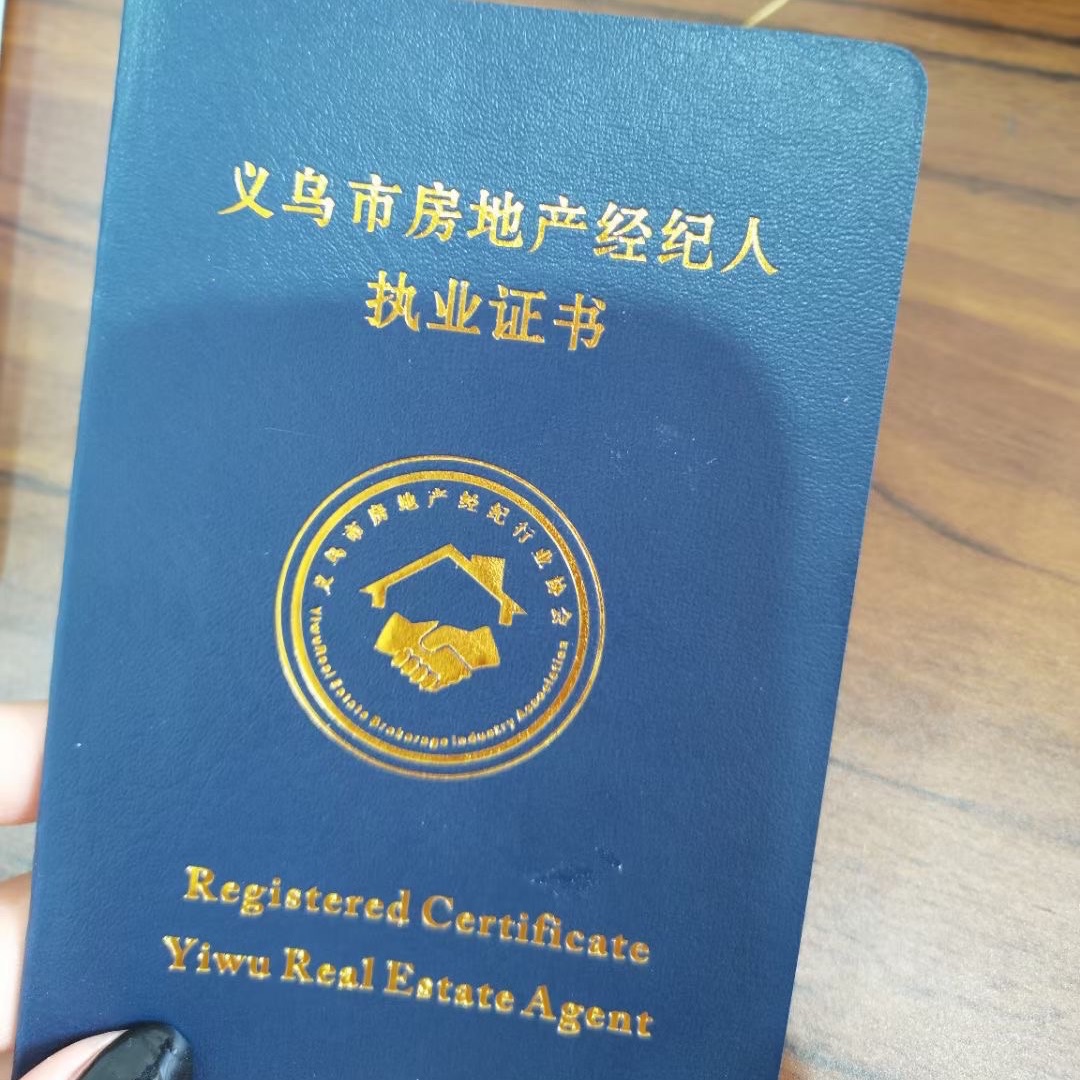 义乌市房地产经纪人
执业证书
义乌市房地产经纪行业协会
Yiwu Real Estate Brokerage Industry Association
Registered Certificate
Yiwu Real Estate Agent